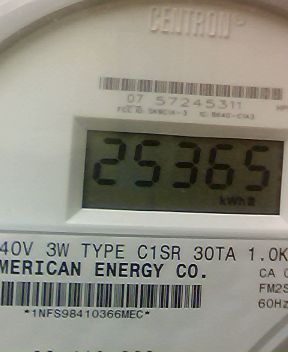 CENTRON®
07 57245311
25365
kWh
40V 3W TYPE C1SR 30TA 1.0K
MERICAN ENERGY CO.
CA
FM2S
60Hz
*1NFS98410366MEC*